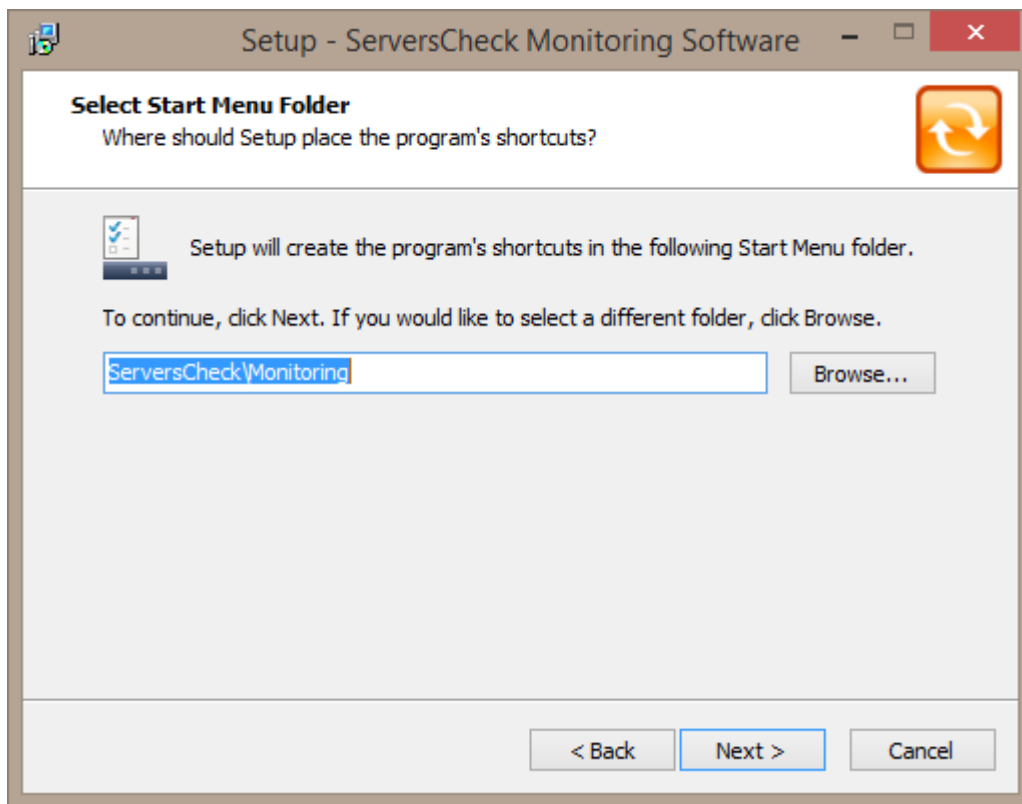 Setup - ServersCheck Monitoring Software
Select Start Menu Folder
Where should Setup place the program's shortcuts?
Setup will create the program's shortcuts in the following Start Menu folder.
To continue, click Next. If you would like to select a different folder, click Browse.
ServersCheck\Monitoring
Browse...
< Back
Next >
Cancel